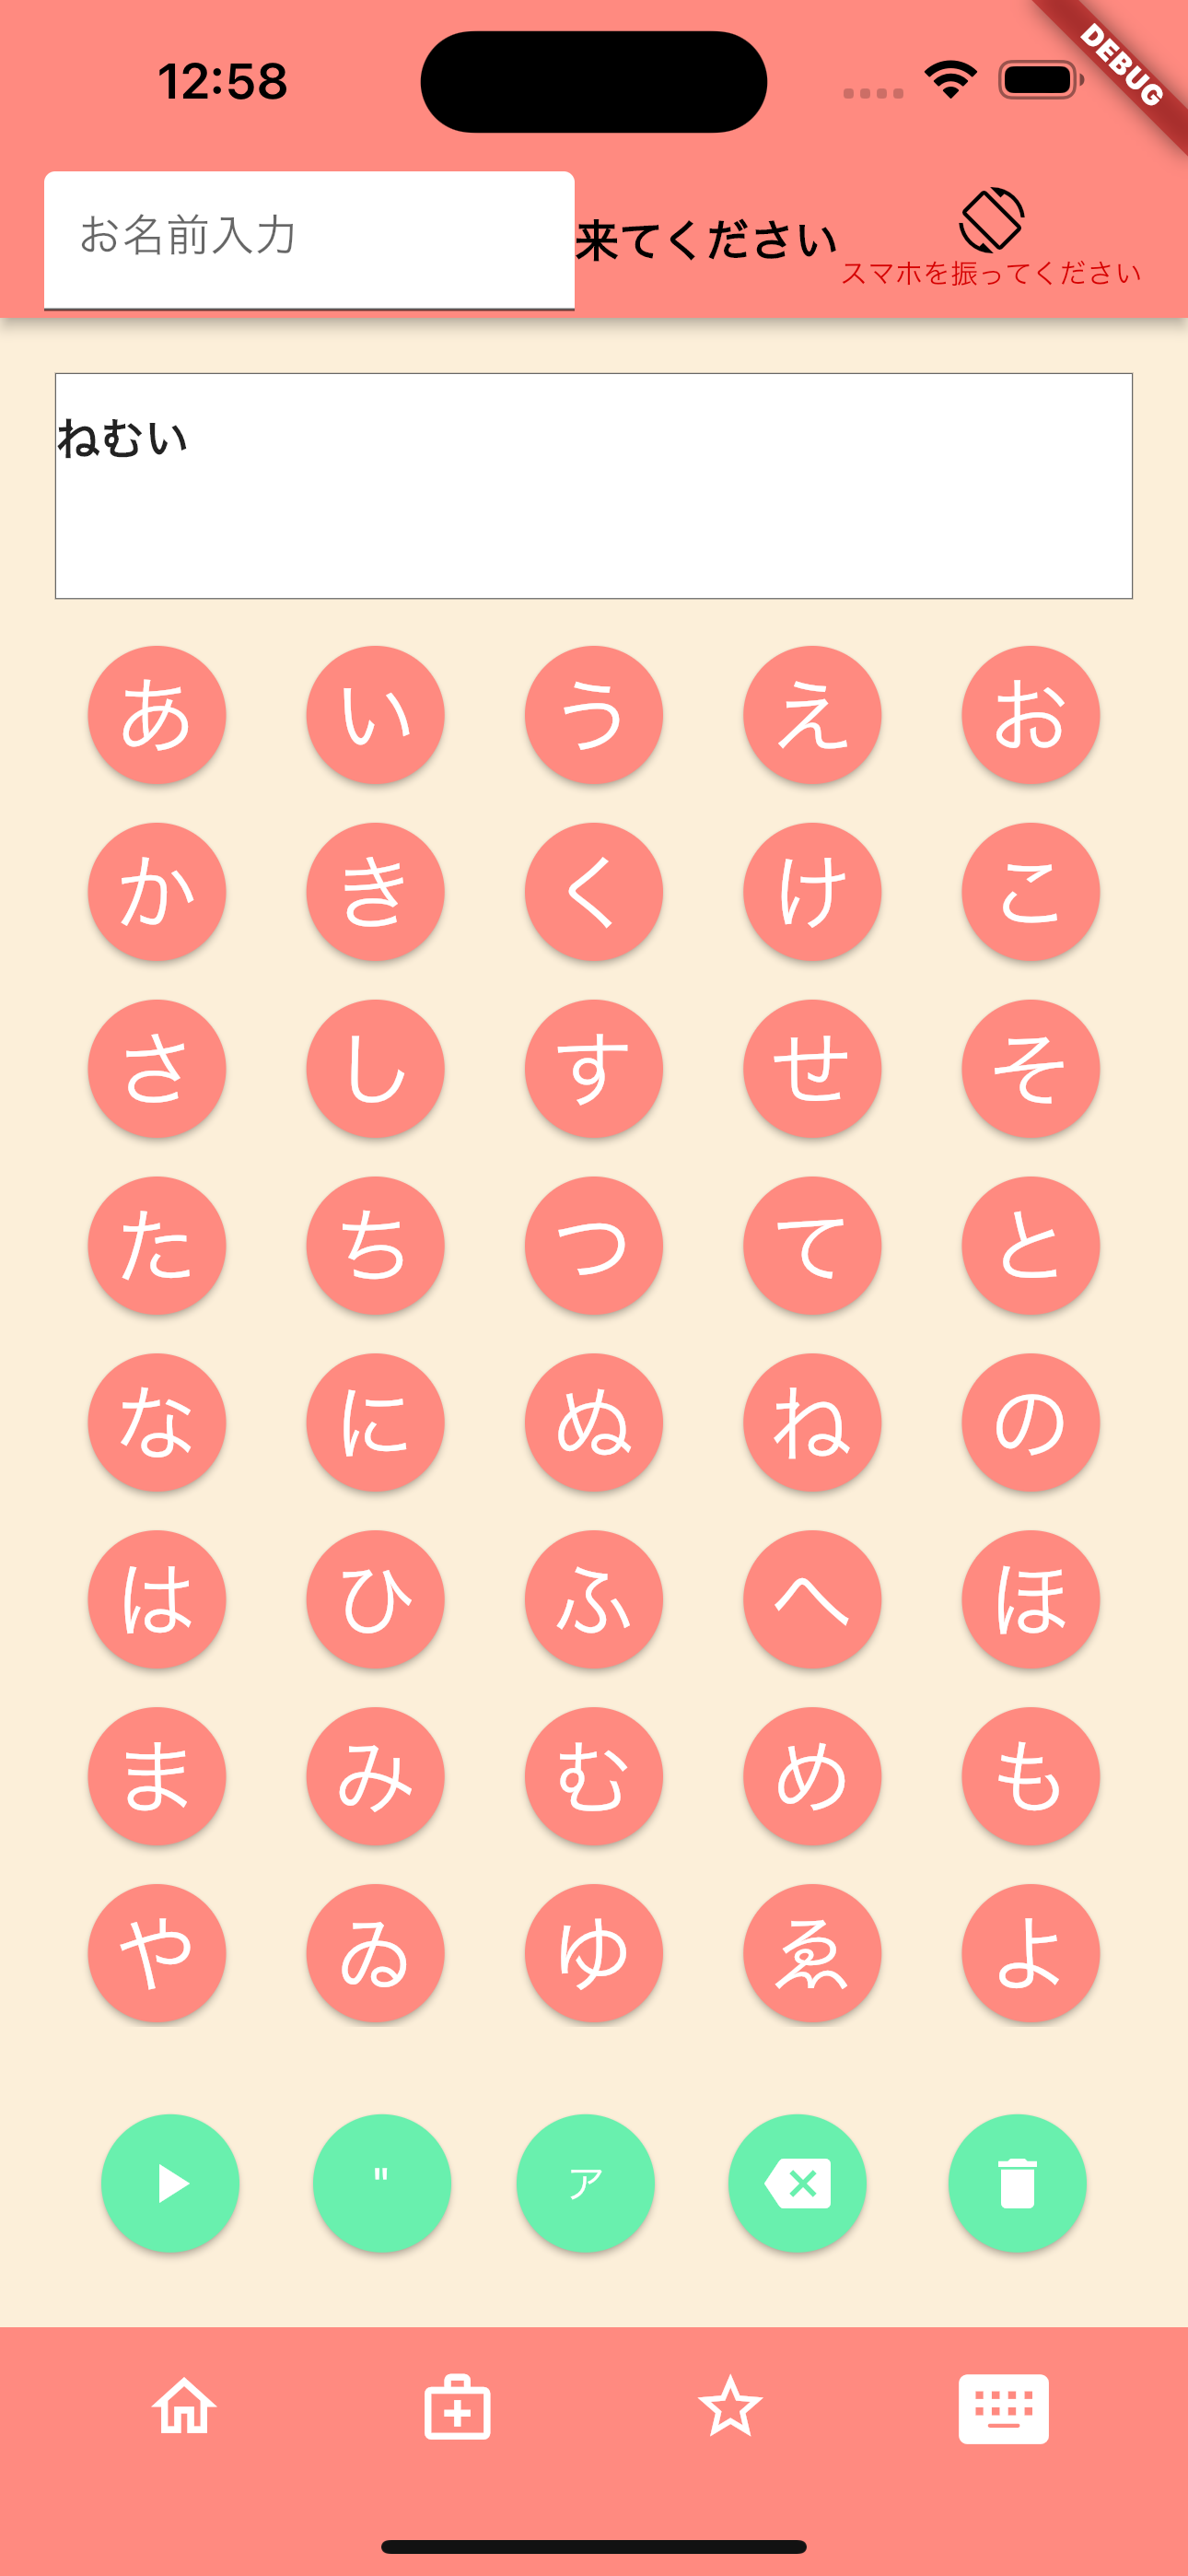 12:58
DEBUG
お名前入力 来てください
スマホを振ってください
ねむい
あ い う え お
か き く け こ
さ し す せ そ
た ち つ て と
な に ぬ ね の
は ひ ふ へ ほ
ま み む め も
や ゐ ゆ ゑ よ
" ア